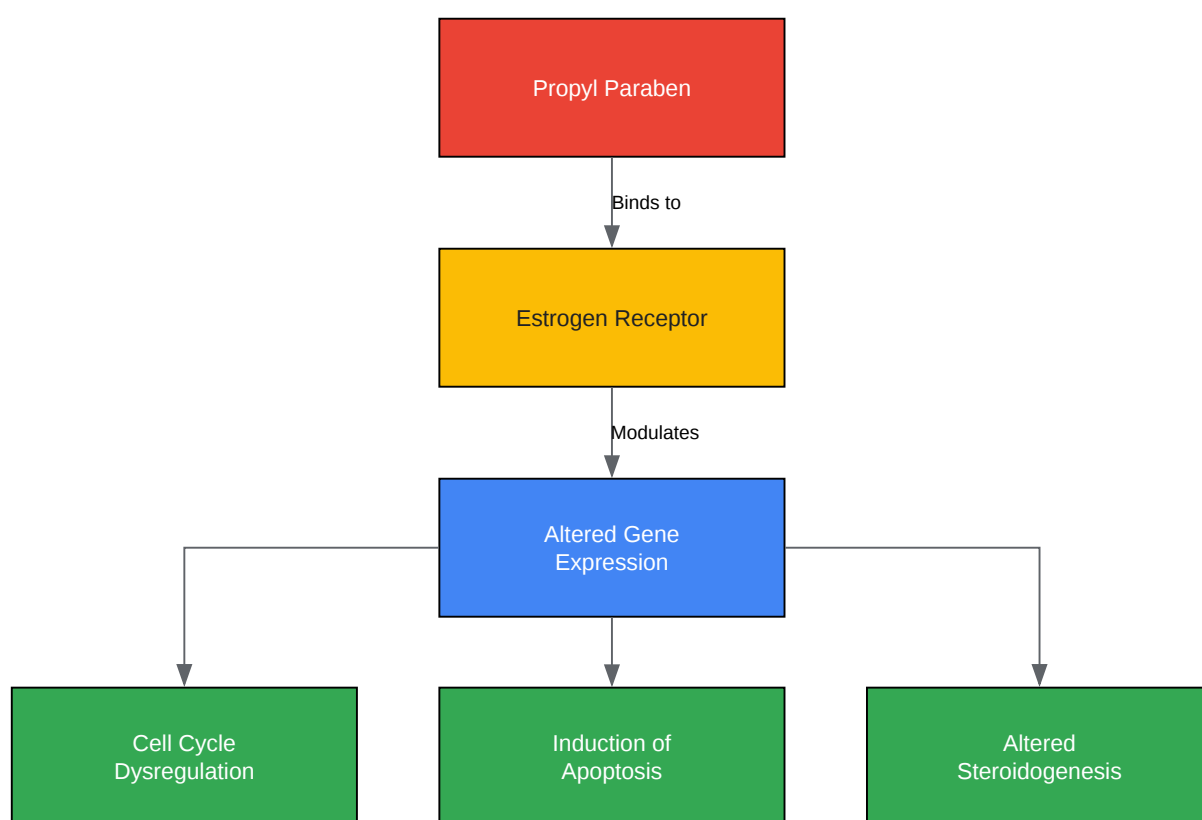 Propyl Paraben
Binds to
Estrogen Receptor
Modulates
Altered Gene
Expression
Cell Cycle
Dysregulation
Induction of
Apoptosis
Altered
Steroidogenesis